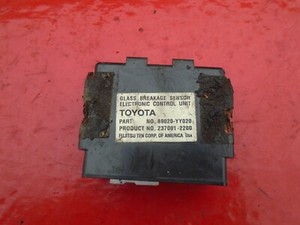 GLASS BREAKAGE SENSOR
ELECTRONIC CONTROL UNIT
TOYOTA
PART NO. 89020-YY020
PRODUCT NO. 237001-2200
FUJITSU TEN CORP. OF AMERICA USA